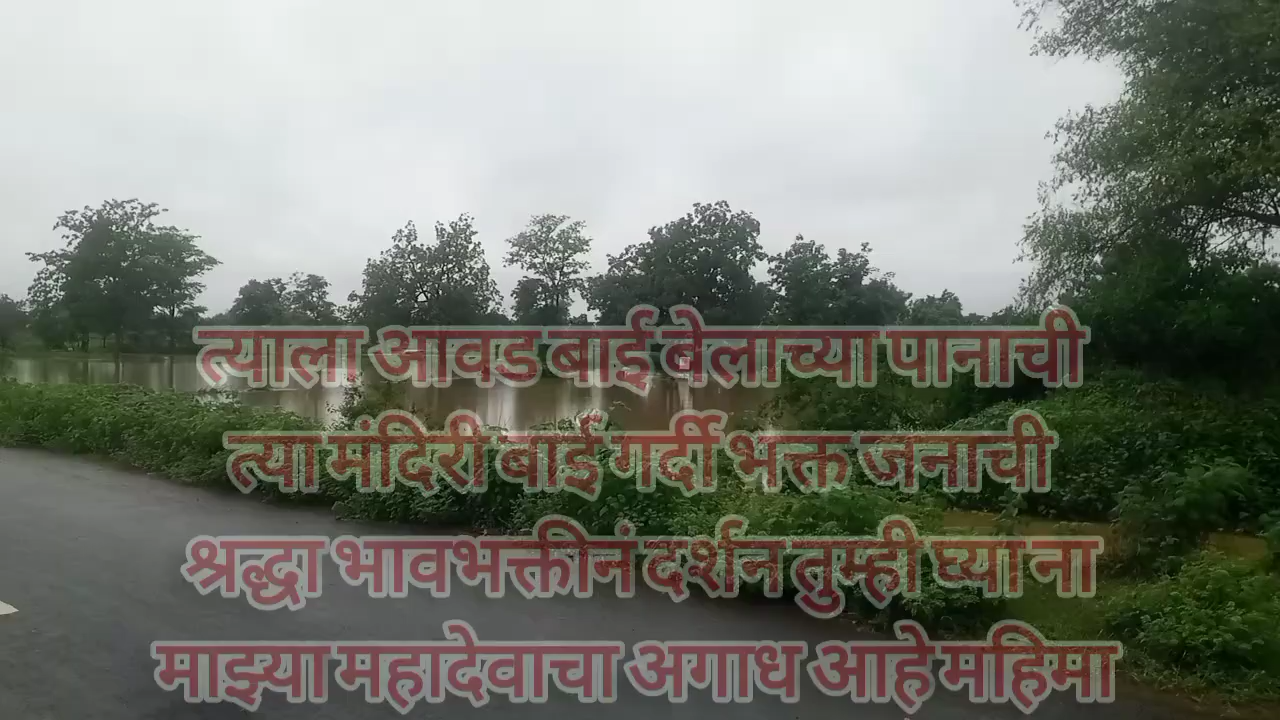 त्याला आवड बाई बेलाच्या पानाची
त्या मंदिरी बाई गर्दी भक्त जनाची
श्रद्धा भावभक्तीनं दर्शन तुम्ही घ्या ना
माझ्या महादेवाचा अगाध आहे महिमा